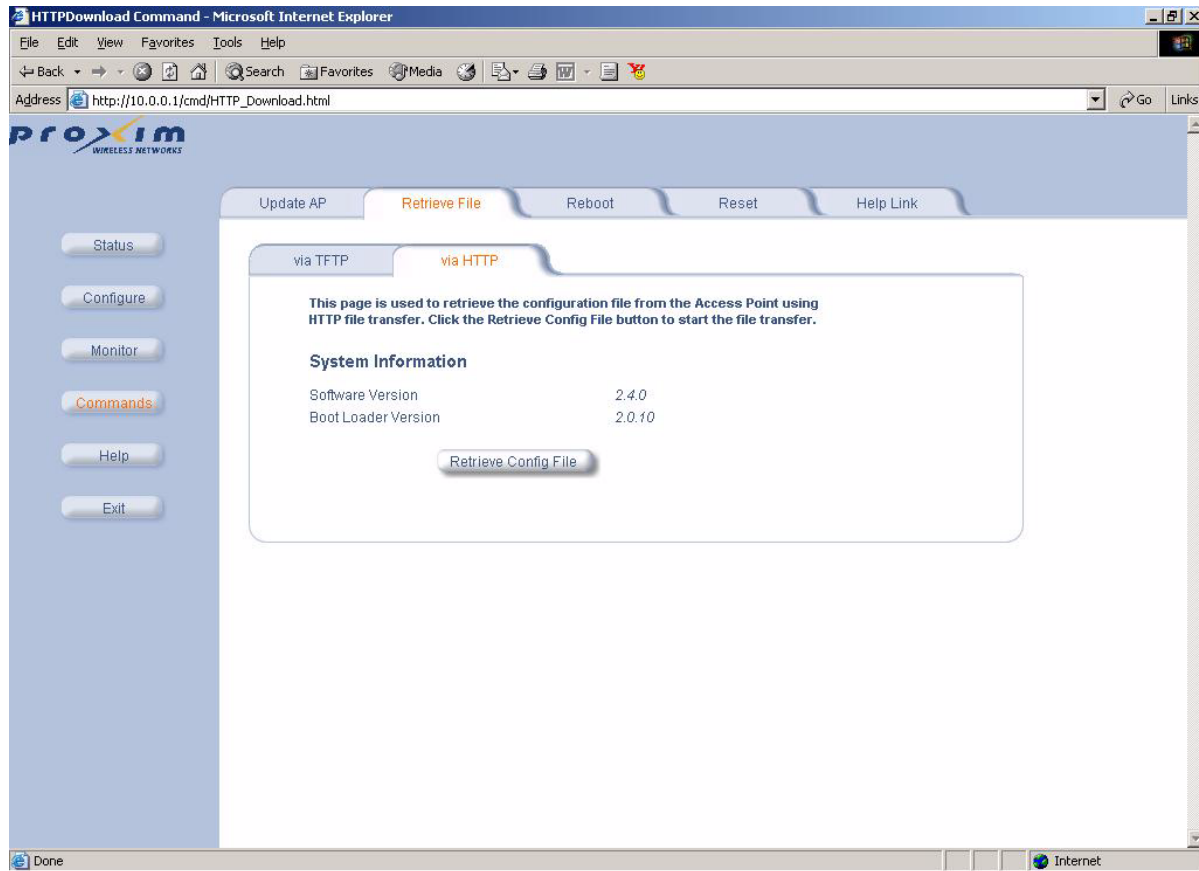 HTTPDownload Command - Microsoft Internet Explorer
File Edit View Favorites Tools Help
Back Search Favorites Media
Address http://10.0.0.1/cmd/HTTP_Download.html Go Links
proxim
WIRELESS NETWORKS
Update AP Retrieve File Reboot Reset Help Link
Status
Configure
Monitor
Commands
Help
Exit
via TFTP via HTTP
This page is used to retrieve the configuration file from the Access Point using
HTTP file transfer. Click the Retrieve Config File button to start the file transfer.
System Information
Software Version 2.4.0
Boot Loader Version 2.0.10
Retrieve Config File
Done Internet